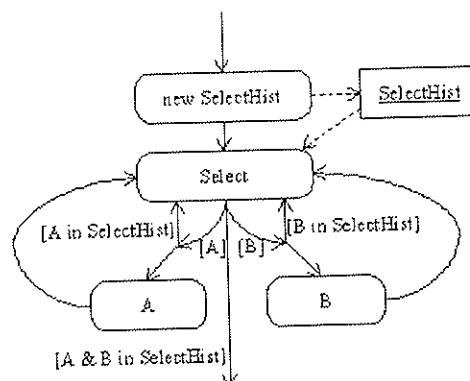 new SelectHist
SelectHist
Select
[A in SelectHist]
[A]
[B]
[B in SelectHist]
A
B
[A & B in SelectHist]